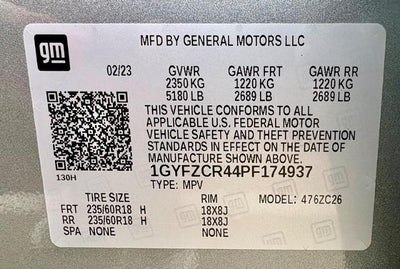 gm
MFD BY GENERAL MOTORS LLC
02/23 GVWR GAWR FRT GAWR RR
2350 KG 1220 KG 1220 KG
5180 LB 2689 LB 2689 LB
THIS VEHICLE CONFORMS TO ALL
APPLICABLE U.S. FEDERAL MOTOR
VEHICLE SAFETY AND THEFT PREVENTION
STANDARDS IN EFFECT ON THE DATE OF
MANUFACTURE SHOWN ABOVE.
130H
1GYFZCR44PF174937
TYPE: MPV MODEL: 476ZC26
TIRE SIZE RIM
FRT 235/60R18 H 18X8J
RR 235/60R18 H 18X8J
SPA NONE NONE